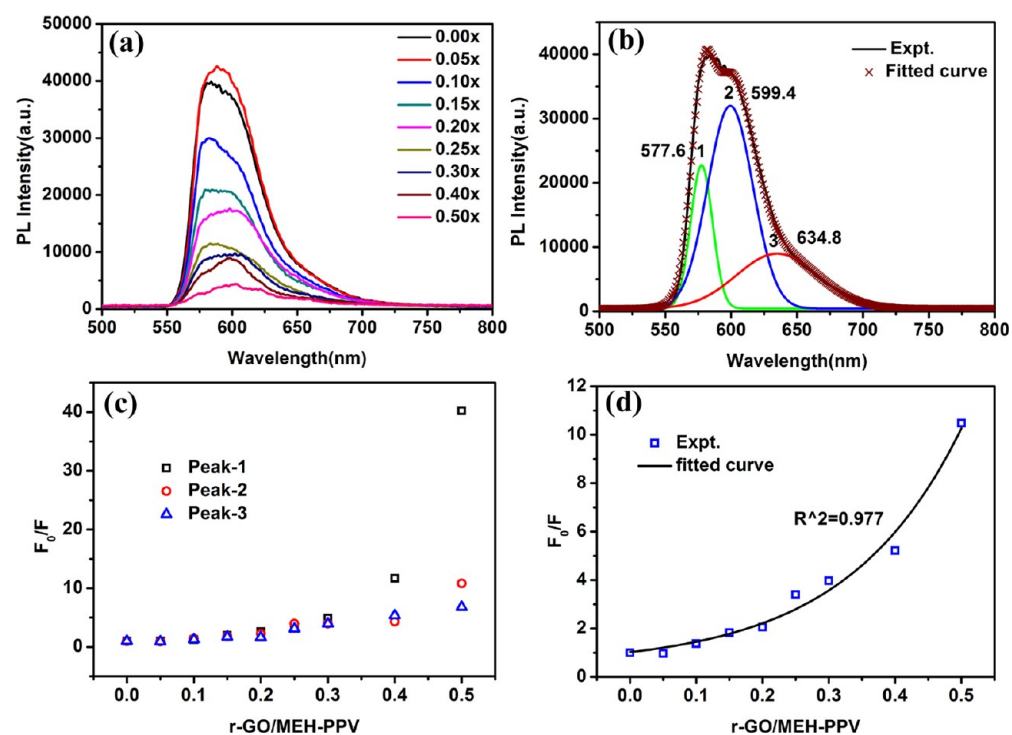 (a)
50000
40000
30000
20000
10000
0
PL Intensity(a.u.)
0.00x
0.05x
0.10x
0.15x
0.20x
0.25x
0.30x
0.40x
0.50x
500 550 600 650 700 750 800
Wavelength(nm)
(b)
40000
30000
20000
10000
0
PL Intensity(a.u.)
Expt.
Fitted curve
2 599.4
577.6 1
3 634.8
500 550 600 650 700 750 800
Wavelength(nm)
(c)
40
30
20
10
0
F0/F
Peak-1
Peak-2
Peak-3
0.0 0.1 0.2 0.3 0.4 0.5
r-GO/MEH-PPV
(d)
12
10
8
6
4
2
0
F0/F
Expt.
fitted curve
R^2=0.977
0.0 0.1 0.2 0.3 0.4 0.5
r-GO/MEH-PPV